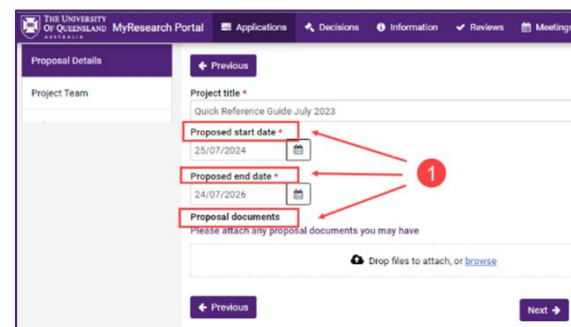 THE UNIVERSITY
OF QUEENSLAND
AUSTRALIA
MyResearch Portal
Applications
Decisions
Information
Reviews
Meetings
Proposal Details
Project Team
Previous
Project title *
Quick Reference Guide July 2023
Proposed start date *
25/07/2024
Proposed end date *
24/07/2026
1
Proposal documents
Please attach any proposal documents you may have
Drop files to attach, or browse
Previous
Next